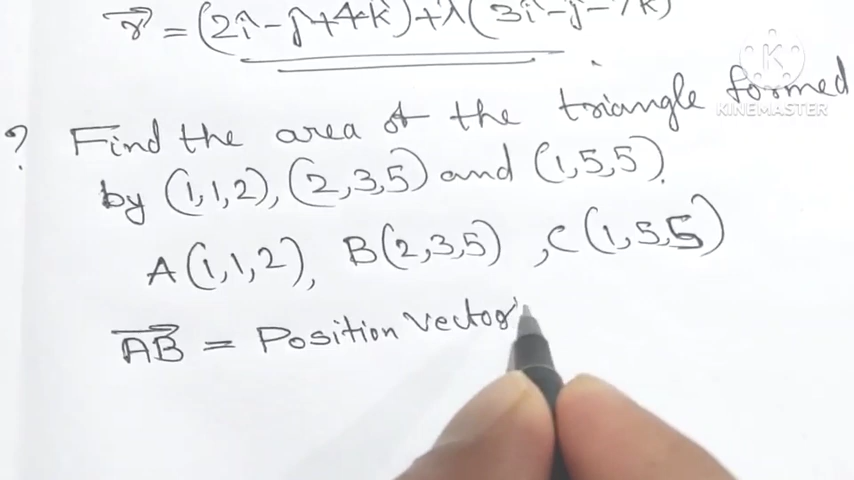 r⃗ = (2î - ĵ + 4k̂) + λ(3î - ĵ - 7k̂)
KINEMASTER
? Find the area of the triangle formed
by (1,1,2), (2,3,5) and (1,5,5).
A(1,1,2), B(2,3,5) , C(1,5,5)
A⃗B⃗ = Position vector